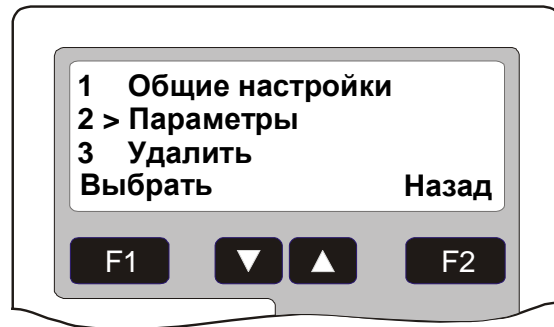 1 Общие настройки
2 > Параметры
3 Удалить
Выбрать Назад
F1 ▼ ▲ F2